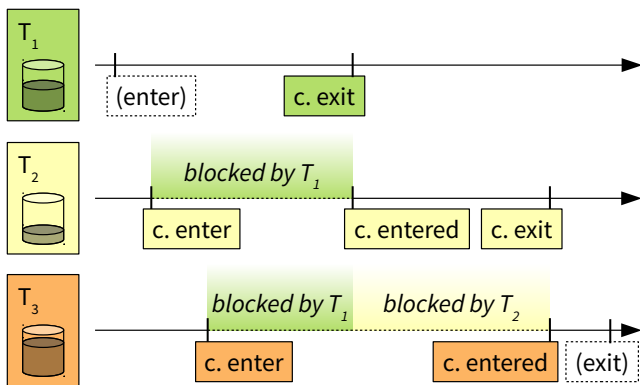 T1
(enter)
c. exit
T2
blocked by T1
c. enter
c. entered
c. exit
T3
blocked by T1
blocked by T2
c. enter
c. entered
(exit)